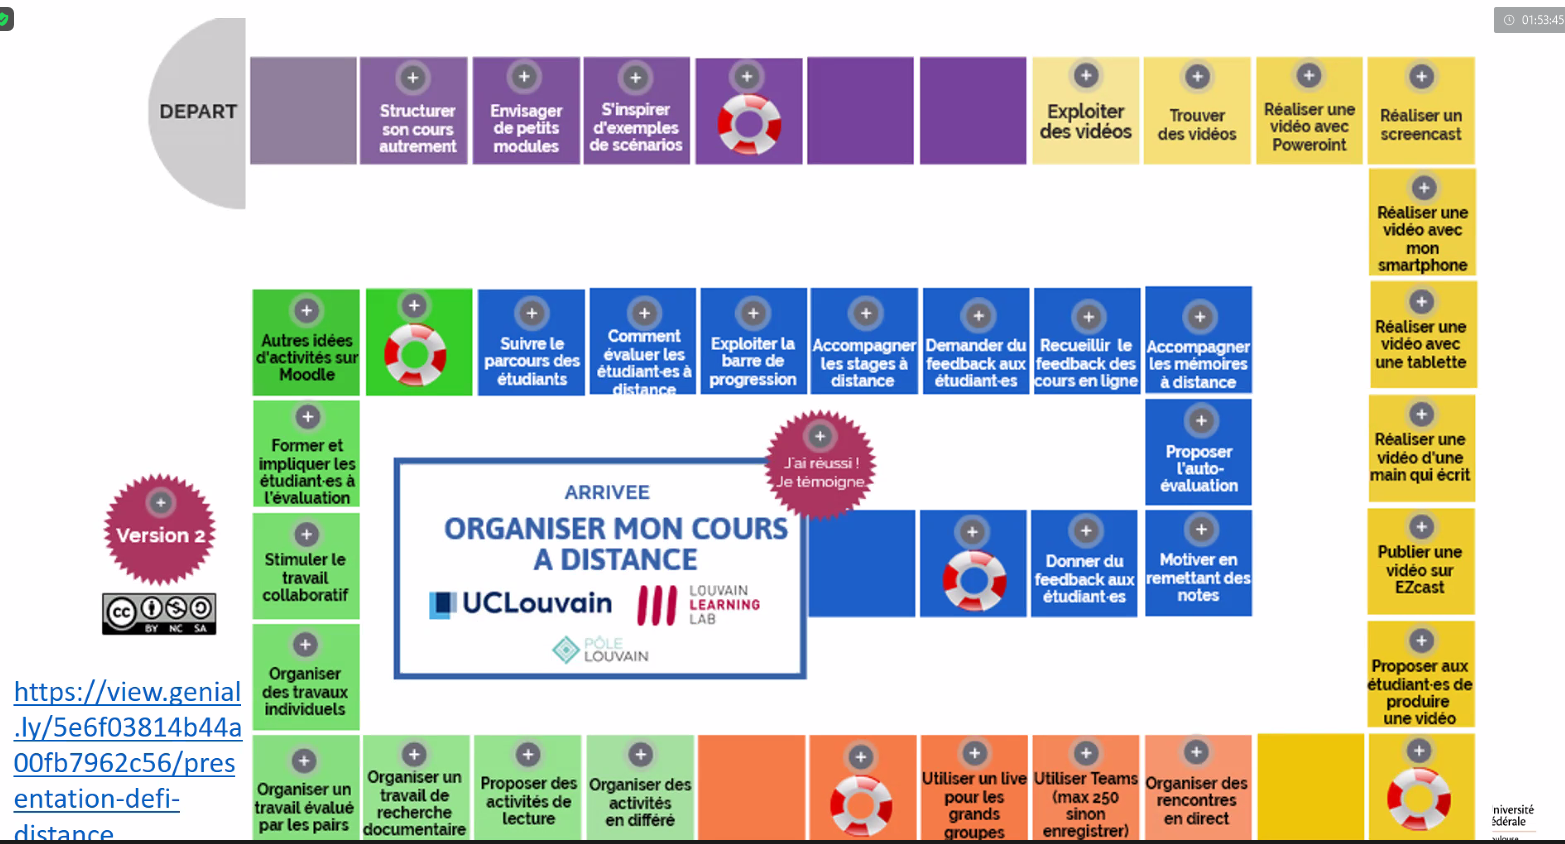 01:53:45
DEPART
Structurer
son cours
autrement
Envisager
de petits
modules
S'inspirer
d'exemples
de scénarios
Exploiter
des vidéos
Trouver
des vidéos
Réaliser une
vidéo avec
Poweroint
Réaliser un
screencast
Réaliser une
vidéo avec
mon
smartphone
Réaliser une
vidéo avec
une tablette
Réaliser une
vidéo d'une
main qui écrit
Publier une
vidéo sur
EZcast
Proposer aux
étudiant·es de
produire
une vidéo
Organiser des
rencontres
en direct
Utiliser Teams
(max 250
sinon
enregistrer)
Utiliser un live
pour les
grands
groupes
Organiser des
activités
en différé
Proposer des
activités de
lecture
Organiser un
travail de
recherche
documentaire
Organiser un
travail évalué
par les pairs
Organiser
des travaux
individuels
Stimuler le
travail
collaboratif
Former et
impliquer les
étudiant·es à
l'évaluation
Autres idées
d'activités sur
Moodle
Suivre le
parcours des
étudiants
Comment
évaluer les
étudiant·es à
distance
Exploiter la
barre de
progression
Accompagner
les stages à
distance
Demander du
feedback aux
étudiant·es
Recueillir le
feedback des
cours en ligne
Accompagner
les mémoires
à distance
Proposer
l'auto-
évaluation
Motiver en
remettant des
notes
Donner du
feedback aux
étudiant·es
J'ai réussi !
Je témoigne
ARRIVEE
ORGANISER MON COURS
A DISTANCE
UCLouvain
LOUVAIN
LEARNING
LAB
PÔLE
LOUVAIN
Version 2
cc
BY NC SA
https://view.genial
.ly/5e6f03814b44a
00fb7962c56/pres
entation-defi-
distance
niversité
édérale